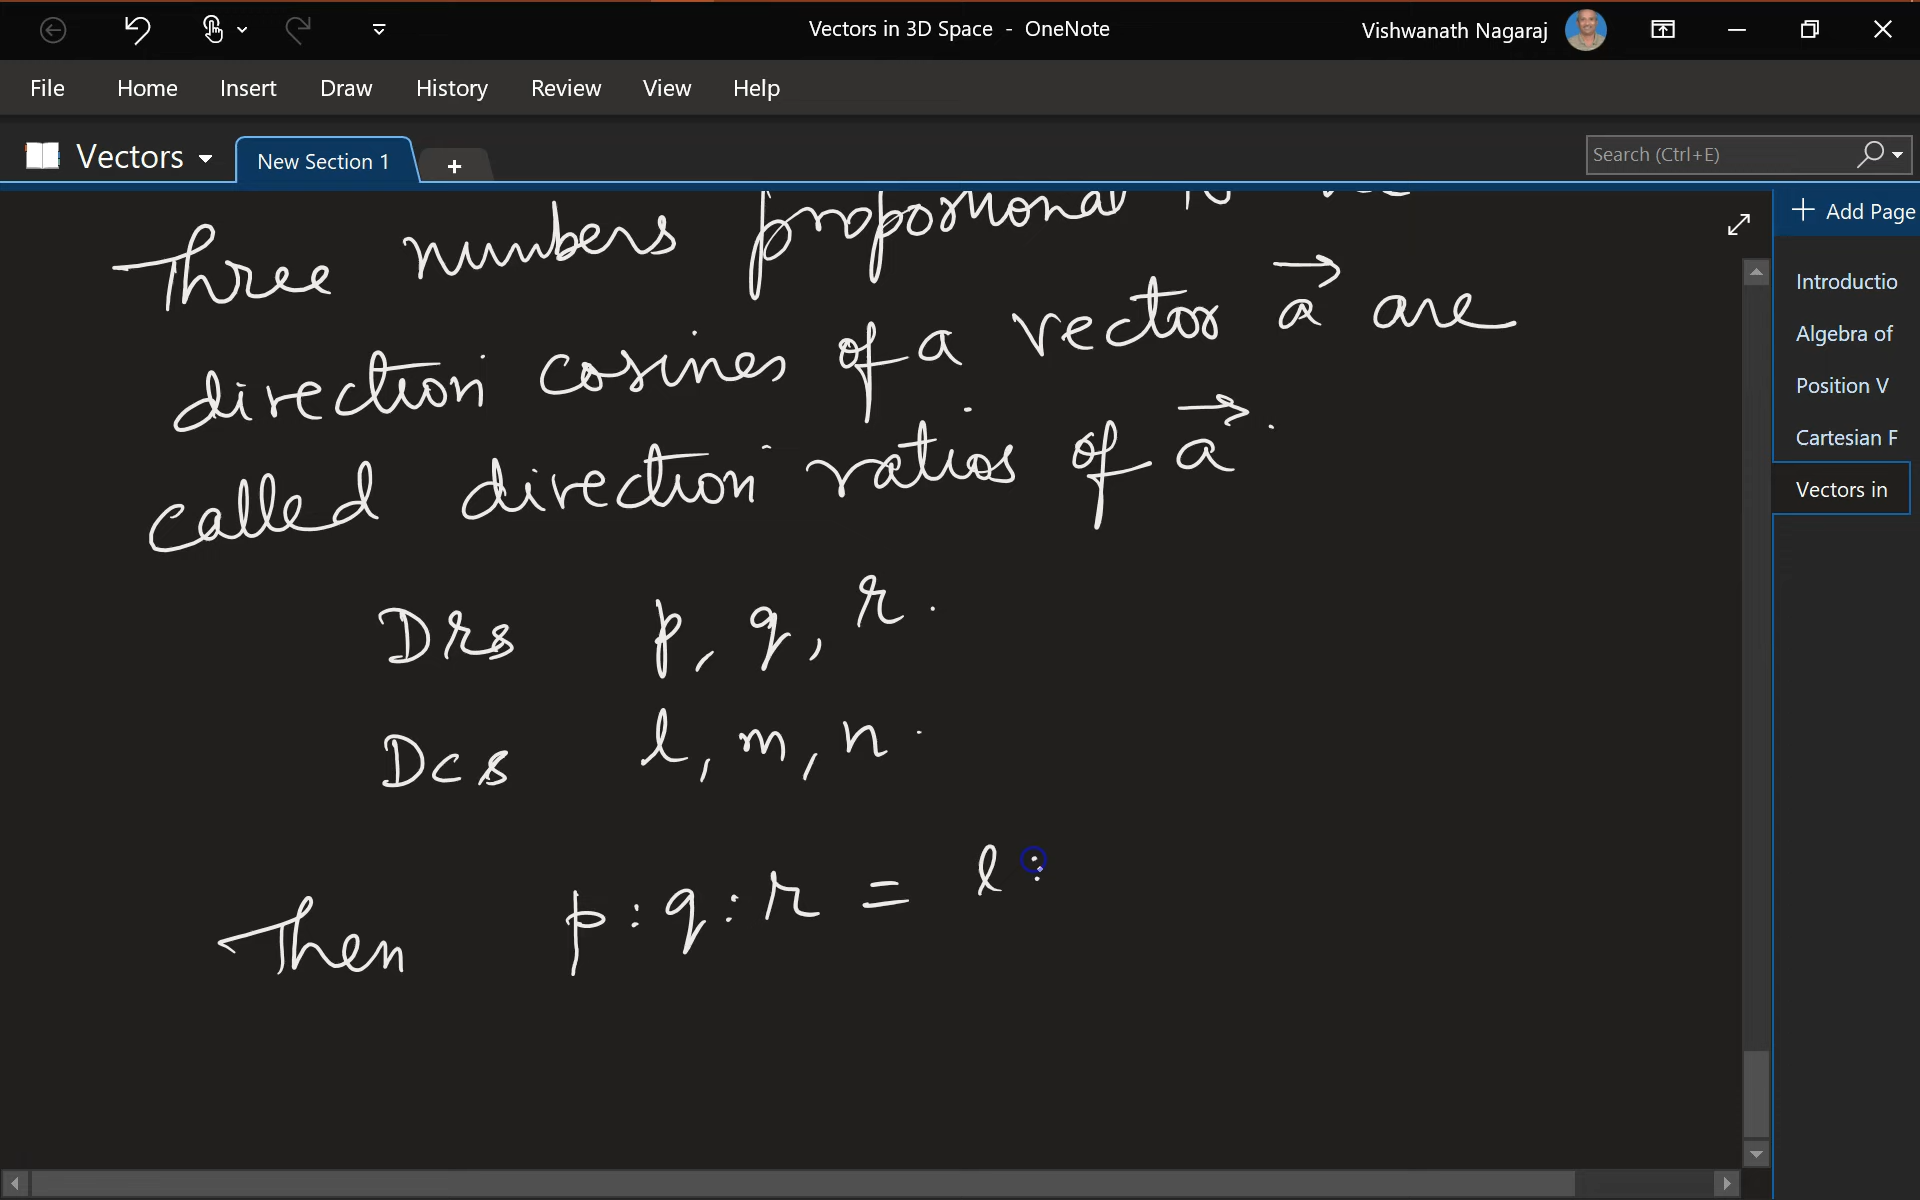 Vectors in 3D Space - OneNote
Vishwanath Nagaraj
File Home Insert Draw History Review View Help
Vectors
New Section 1
+
Search (Ctrl+E)
+ Add Page
Introductio
Algebra of
Position V
Cartesian F
Vectors in
Three numbers proportional to
direction cosines of a vector a⃗ are
called direction ratios of a⃗.
Drs p, q, r.
Dcs l, m, n.
Then p : q : r = l :